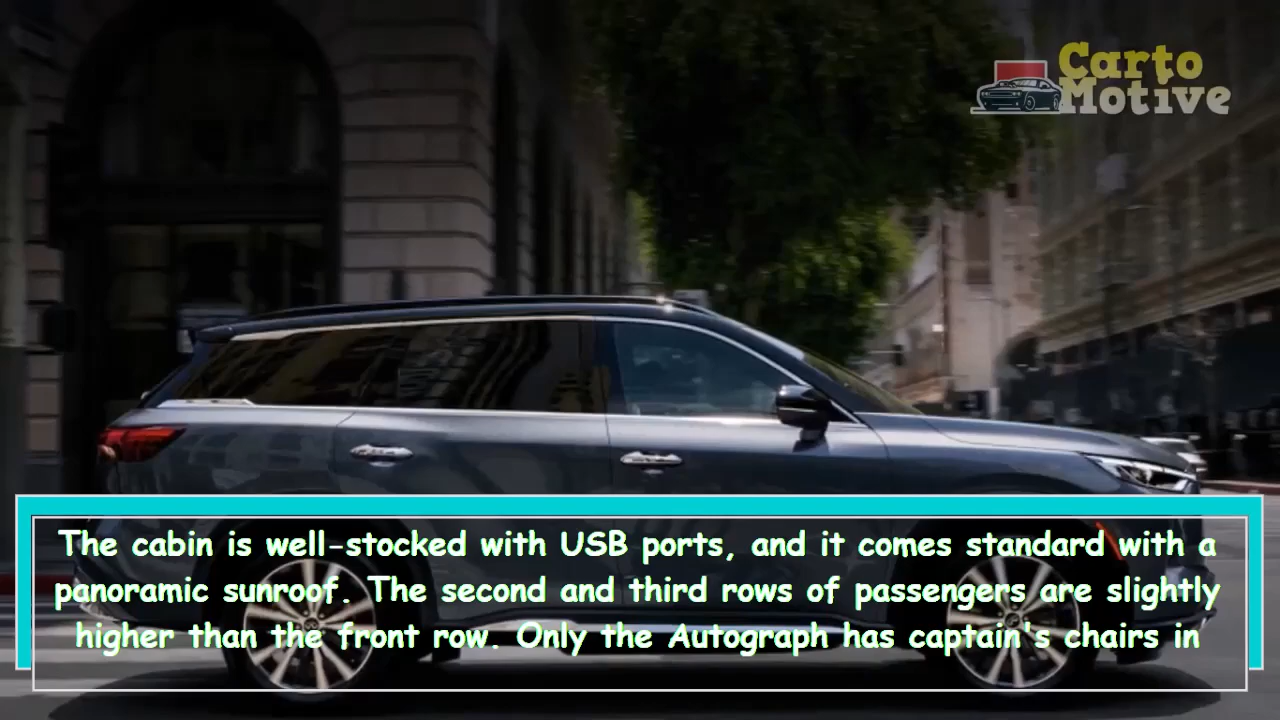 Carto
Motive
The cabin is well-stocked with USB ports, and it comes standard with a
panoramic sunroof. The second and third rows of passengers are slightly
higher than the front row. Only the Autograph has captain's chairs in